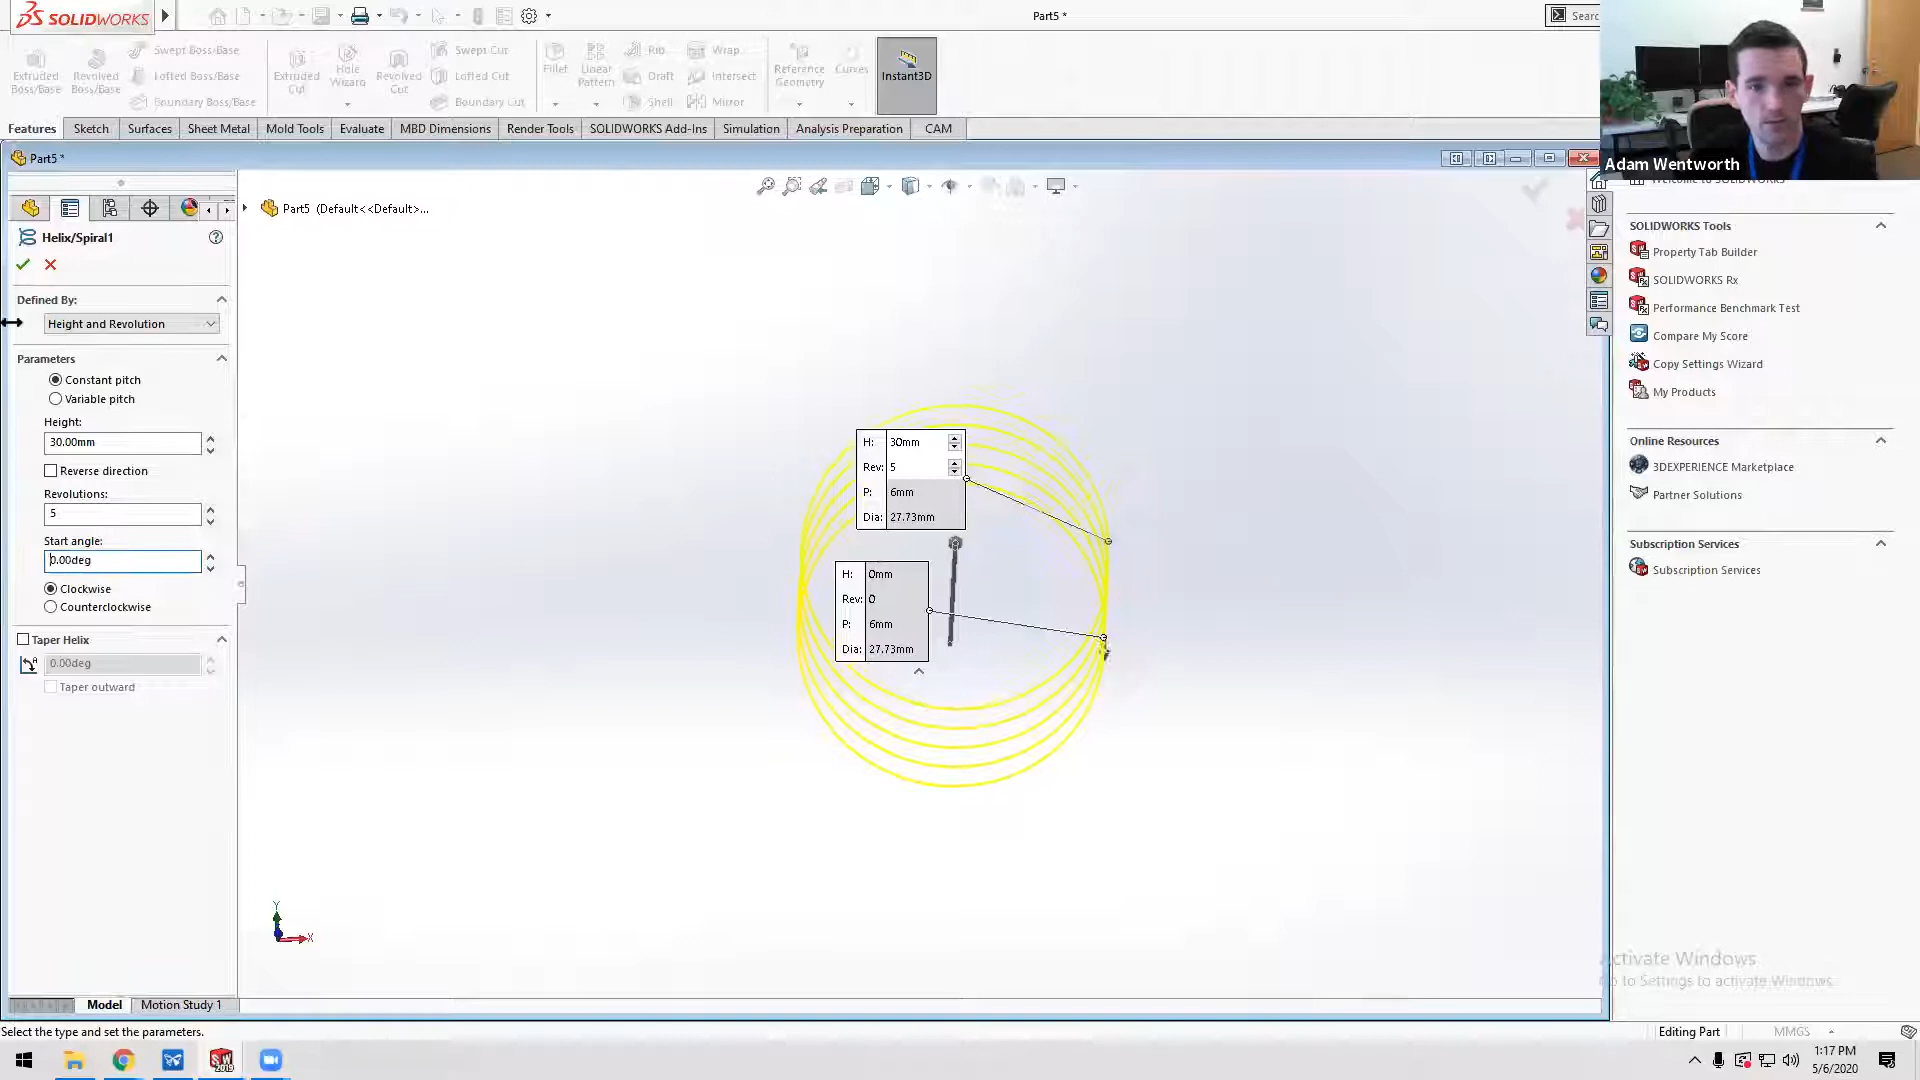 SOLIDWORKS
Part5 *
Searc
Extruded Boss/Base
Revolved Boss/Base
Swept Boss/Base
Lofted Boss/Base
Boundary Boss/Base
Extruded Cut
Hole Wizard
Revolved Cut
Swept Cut
Lofted Cut
Boundary Cut
Fillet
Linear Pattern
Rib
Draft
Shell
Wrap
Intersect
Mirror
Reference Geometry
Curves
Instant3D
Features Sketch Surfaces Sheet Metal Mold Tools Evaluate MBD Dimensions Render Tools SOLIDWORKS Add-Ins Simulation Analysis Preparation CAM
Adam Wentworth
Part5 *
Part5 (Default<<Default>...
Helix/Spiral1
Defined By:
Height and Revolution
Parameters
Constant pitch
Variable pitch
Height:
30.00mm
Reverse direction
Revolutions:
5
Start angle:
0.00deg
Clockwise
Counterclockwise
Taper Helix
0.00deg
Taper outward
H: 30mm
Rev: 5
P: 6mm
Dia: 27.73mm
H: 0mm
Rev: 0
P: 6mm
Dia: 27.73mm
Y
X
Welcome to SOLIDWORKS
SOLIDWORKS Tools
Property Tab Builder
SOLIDWORKS Rx
Performance Benchmark Test
Compare My Score
Copy Settings Wizard
My Products
Online Resources
3DEXPERIENCE Marketplace
Partner Solutions
Subscription Services
Subscription Services
Activate Windows
Go to Settings to activate Windows.
Model Motion Study 1
Select the type and set the parameters.
Editing Part
MMGS
SW
2019
1:17 PM
5/6/2020